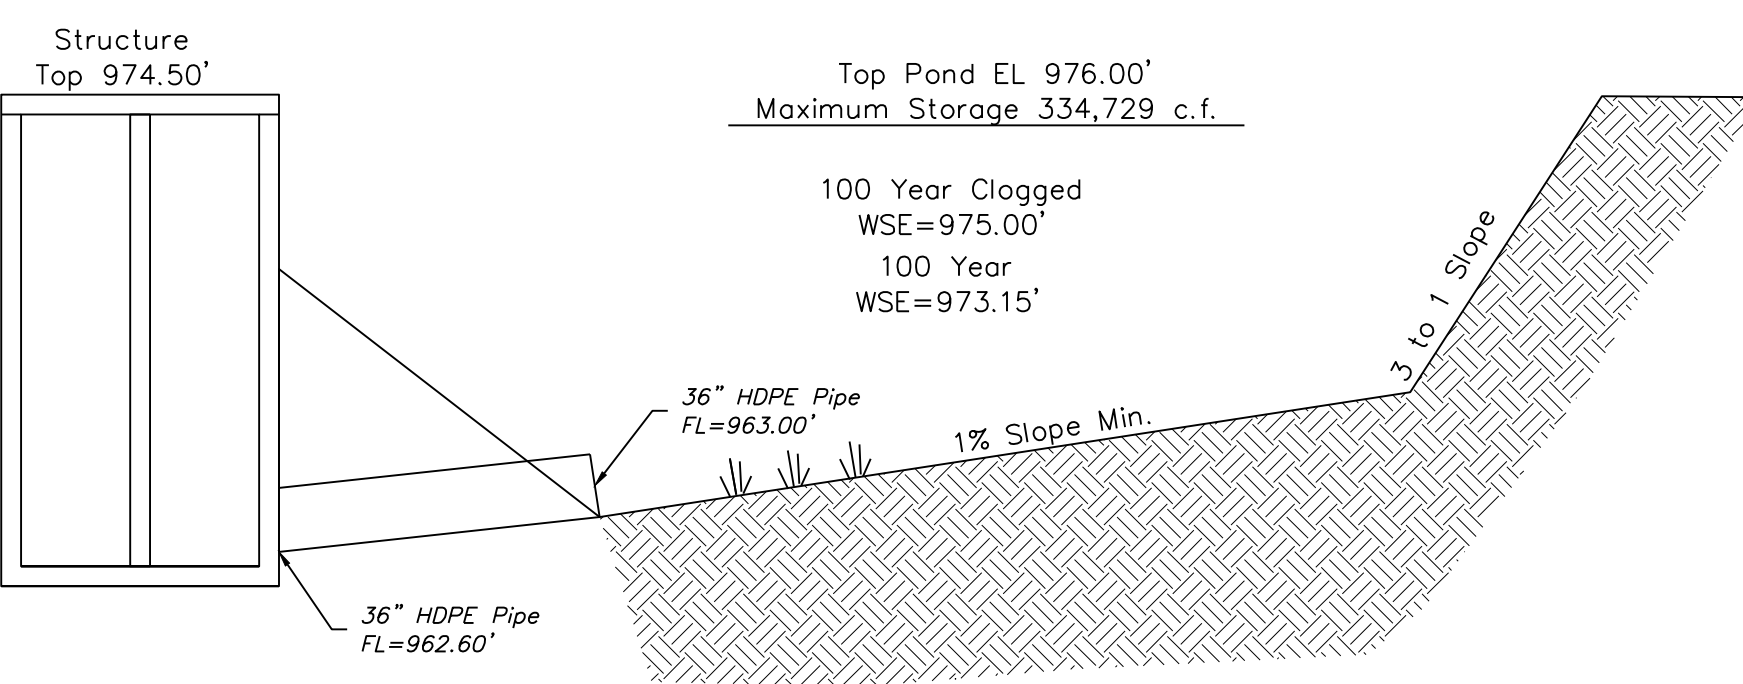 Structure
Top 974.50'
Top Pond EL 976.00'
Maximum Storage 334,729 c.f.
100 Year Clogged
WSE=975.00'
100 Year
WSE=973.15'
3 to 1 Slope
36" HDPE Pipe
FL=963.00'
1% Slope Min.
36" HDPE Pipe
FL=962.60'